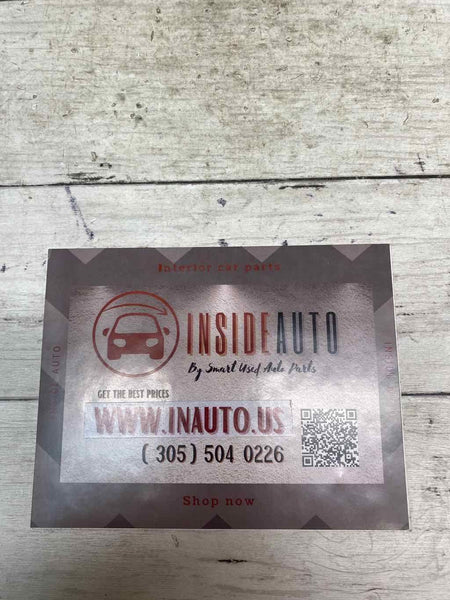 Interior car parts
INSIDEAUTO
By Smart Used Auto Parts
GET THE BEST PRICES
WWW.INAUTO.US
(305) 504 0226
Shop now
AUTO